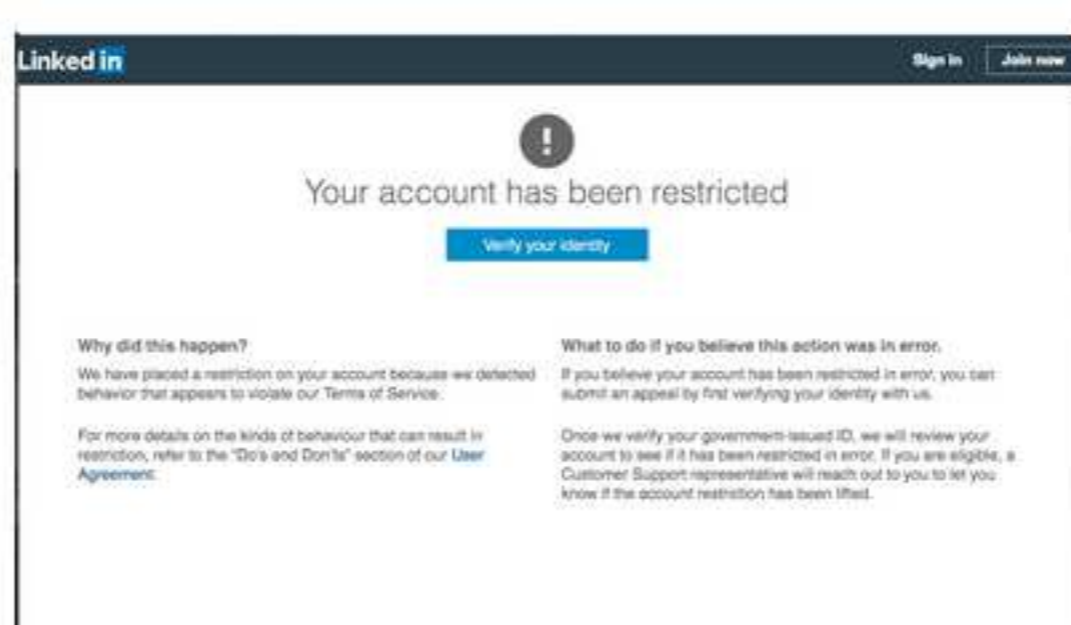 Linked in
Sign in
Join now
!
Your account has been restricted
Verify your identity
Why did this happen?
We have placed a restriction on your account because we detected
behavior that appears to violate our Terms of Service.
For more details on the kinds of behaviour that can result in
restriction, refer to the "Do's and Don'ts" section of our User
Agreement.
What to do if you believe this action was in error.
If you believe your account has been restricted in error, you can
submit an appeal by first verifying your identity with us.
Once we verify your government-issued ID, we will review your
account to see if it has been restricted in error. If you are eligible, a
Customer Support representative will reach out to you to let you
know if the account restriction has been lifted.